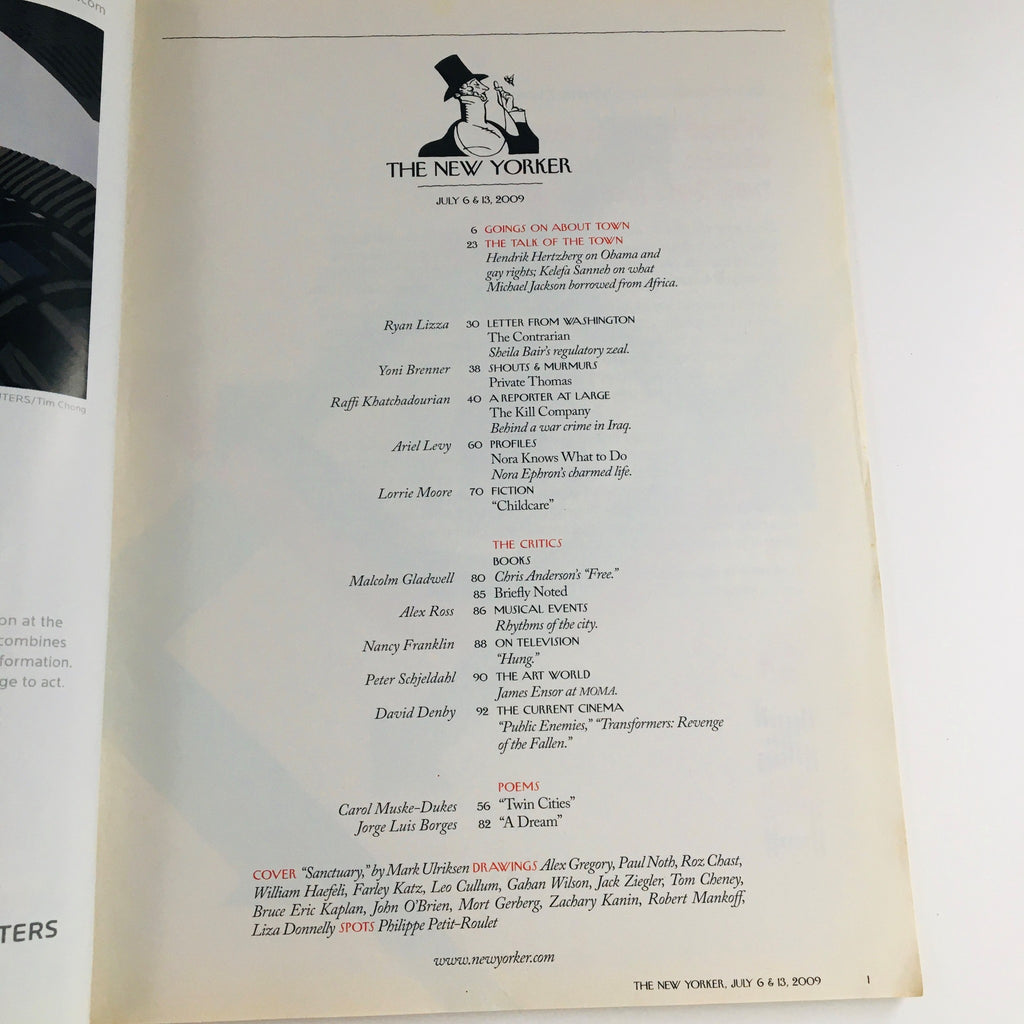 .com
TERS/Tim Chong
on at the
combines
formation.
ge to act.
TERS
THE NEW YORKER
JULY 6 & 13, 2009
6 GOINGS ON ABOUT TOWN
23 THE TALK OF THE TOWN
Hendrik Hertzberg on Obama and
gay rights; Kelefa Sanneh on what
Michael Jackson borrowed from Africa.
Ryan Lizza 30 LETTER FROM WASHINGTON
The Contrarian
Sheila Bair's regulatory zeal.
Yoni Brenner 38 SHOUTS & MURMURS
Private Thomas
Raffi Khatchadourian 40 A REPORTER AT LARGE
The Kill Company
Behind a war crime in Iraq.
Ariel Levy 60 PROFILES
Nora Knows What to Do
Nora Ephron's charmed life.
Lorrie Moore 70 FICTION
“Childcare”
THE CRITICS
BOOKS
Malcolm Gladwell 80 Chris Anderson's “Free.”
85 Briefly Noted
Alex Ross 86 MUSICAL EVENTS
Rhythms of the city.
Nancy Franklin 88 ON TELEVISION
“Hung.”
Peter Schjeldahl 90 THE ART WORLD
James Ensor at MOMA.
David Denby 92 THE CURRENT CINEMA
“Public Enemies,” “Transformers: Revenge
of the Fallen.”
POEMS
Carol Muske-Dukes 56 “Twin Cities”
Jorge Luis Borges 82 “A Dream”
COVER “Sanctuary,” by Mark Ulriksen DRAWINGS Alex Gregory, Paul Noth, Roz Chast,
William Haefeli, Farley Katz, Leo Cullum, Gahan Wilson, Jack Ziegler, Tom Cheney,
Bruce Eric Kaplan, John O'Brien, Mort Gerberg, Zachary Kanin, Robert Mankoff,
Liza Donnelly SPOTS Philippe Petit-Roulet
www.newyorker.com
THE NEW YORKER, JULY 6 & 13, 2009 1